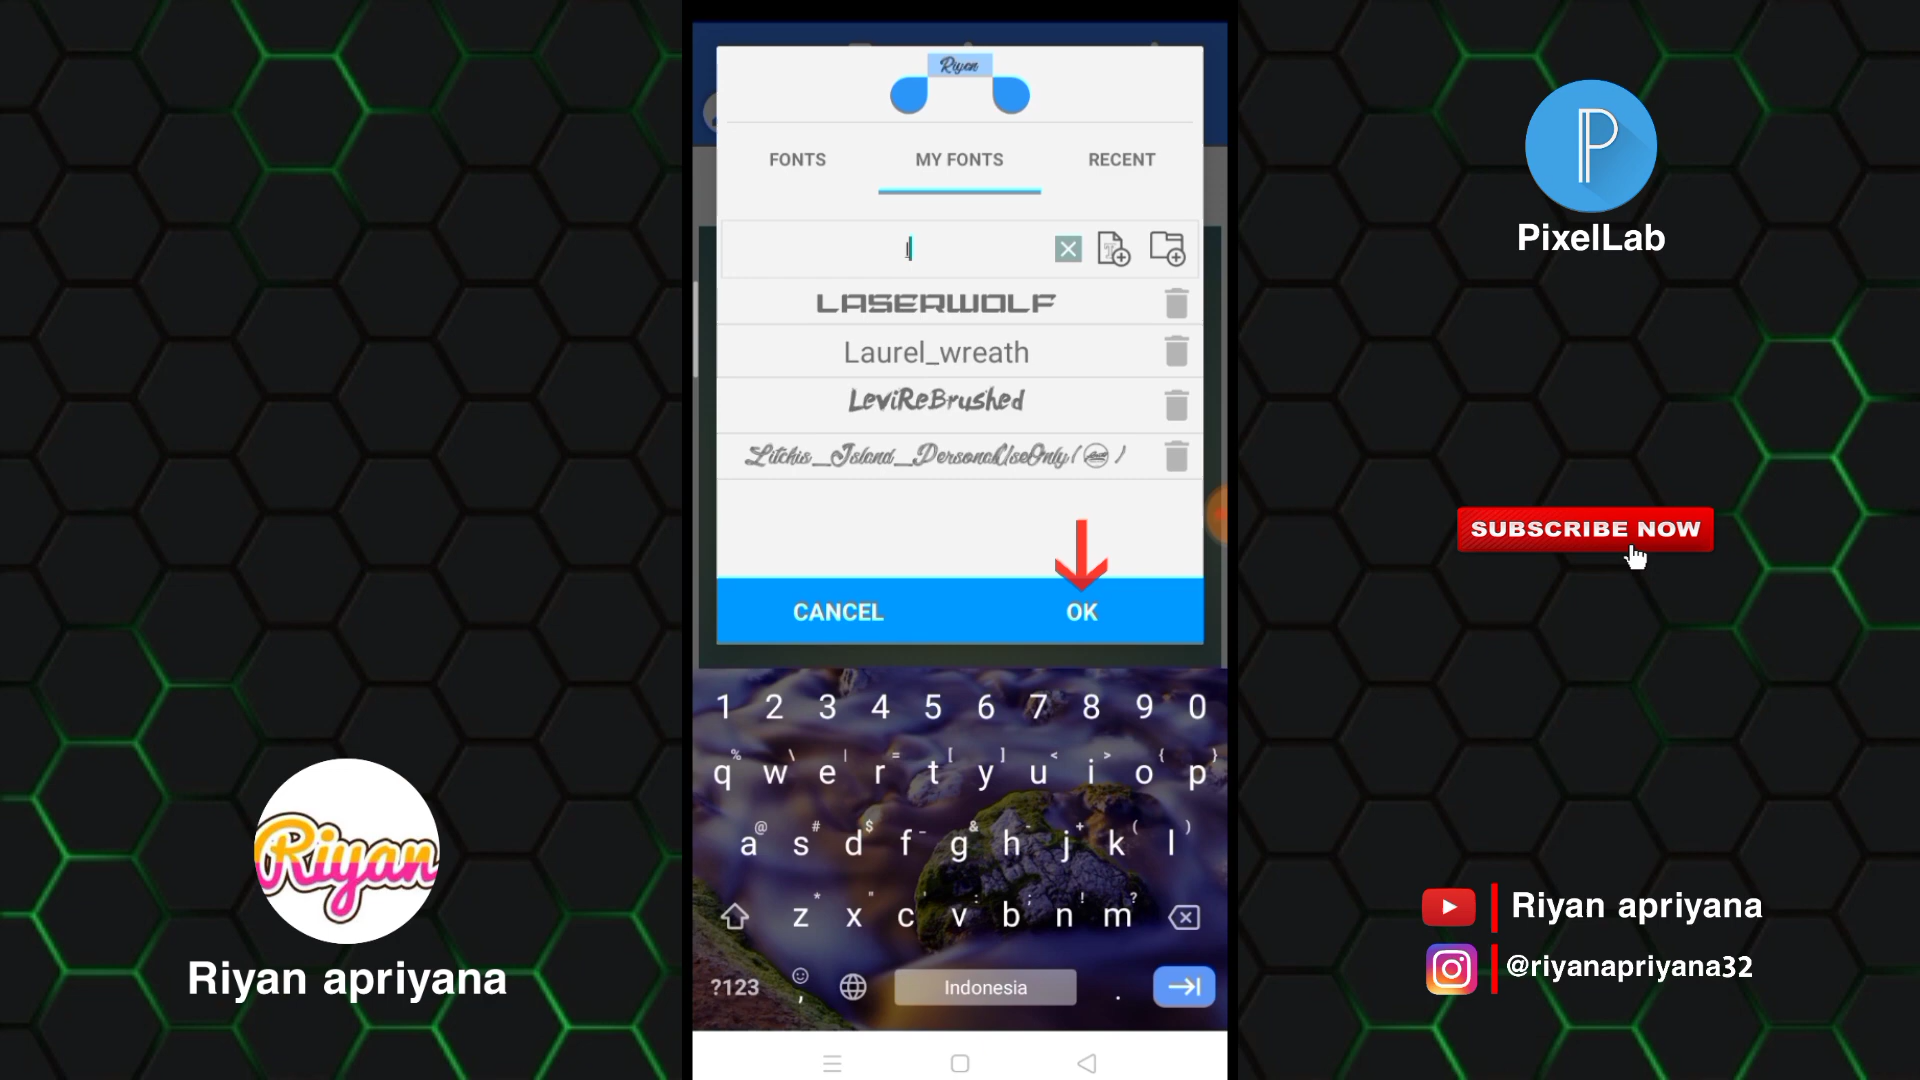 Riyan
FONTS MY FONTS RECENT
l
LASERWOLF
Laurel_wreath
LeviReBrushed
Litchis_Island_PersonalUseOnly( )
CANCEL OK
1 2 3 4 5 6 7 8 9 0
% \ | = [ ] < > { }
q w e r t y u i o p
@ # $ _ & - + ( )
a s d f g h j k l
* " ' : ; ! ?
z x c v b n m
?123 , Indonesia .
PixelLab
SUBSCRIBE NOW
Riyan
Riyan apriyana
Riyan apriyana
@riyanapriyana32